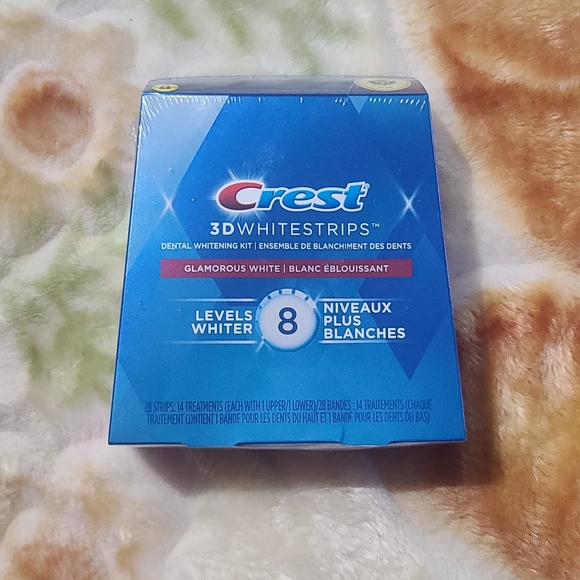 Crest
3DWHITESTRIPS™
DENTAL WHITENING KIT | ENSEMBLE DE BLANCHIMENT DES DENTS
GLAMOROUS WHITE | BLANC ÉBLOUISSANT
LEVELS
WHITER
8
NIVEAUX
PLUS
BLANCHES
28 STRIPS: 14 TREATMENTS (EACH WITH 1 UPPER/1 LOWER)/28 BANDES : 14 TRAITEMENTS (CHAQUE
TRAITEMENT CONTIENT 1 BANDE POUR LES DENTS DU HAUT ET 1 BANDE POUR LES DENTS DU BAS)